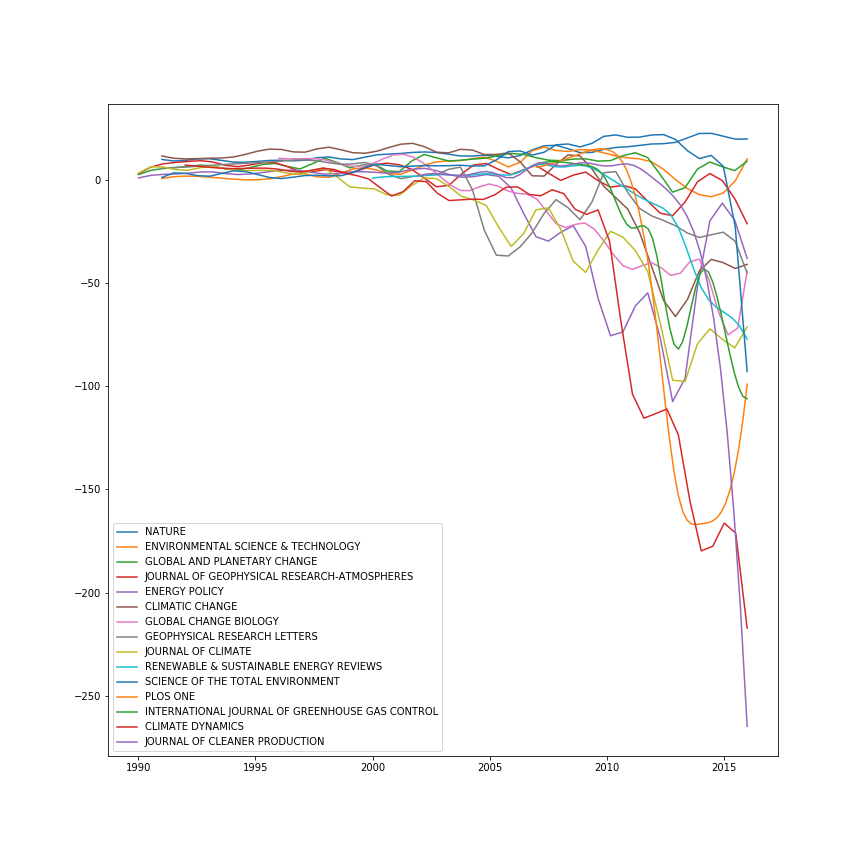 0
−50
−100
−150
−200
−250
1990
1995
2000
2005
2010
2015
NATURE
ENVIRONMENTAL SCIENCE & TECHNOLOGY
GLOBAL AND PLANETARY CHANGE
JOURNAL OF GEOPHYSICAL RESEARCH-ATMOSPHERES
ENERGY POLICY
CLIMATIC CHANGE
GLOBAL CHANGE BIOLOGY
GEOPHYSICAL RESEARCH LETTERS
JOURNAL OF CLIMATE
RENEWABLE & SUSTAINABLE ENERGY REVIEWS
SCIENCE OF THE TOTAL ENVIRONMENT
PLOS ONE
INTERNATIONAL JOURNAL OF GREENHOUSE GAS CONTROL
CLIMATE DYNAMICS
JOURNAL OF CLEANER PRODUCTION